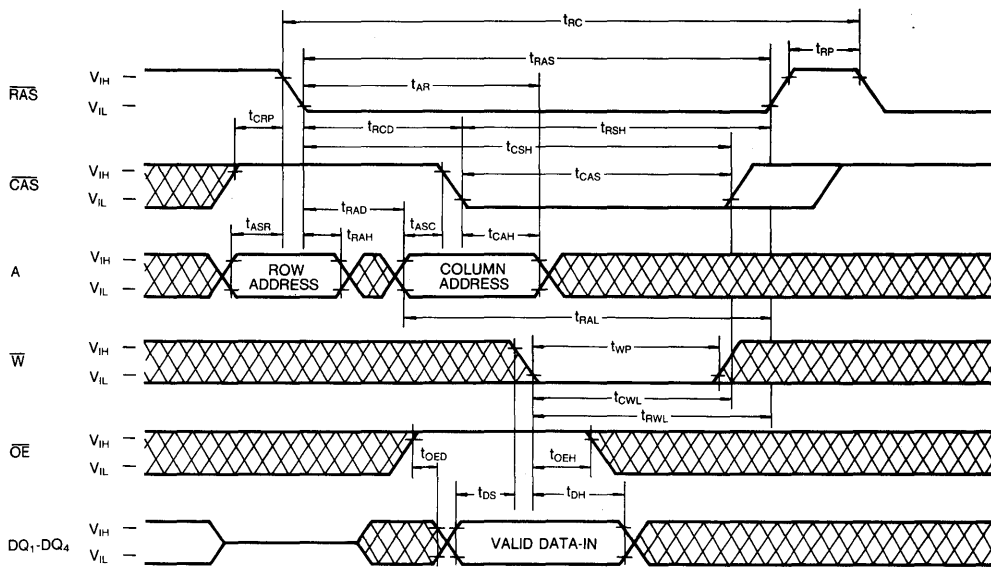 tRC
tRP
tRAS
RAS
VIH
VIL
tAR
tCRP
tRCD
tRSH
tCSH
CAS
VIH
VIL
tCAS
tRAD
tASR
tRAH
tASC
tCAH
A
VIH
VIL
ROW
ADDRESS
COLUMN
ADDRESS
tRAL
W
VIH
VIL
tWP
tCWL
tRWL
OE
VIH
VIL
tOED
tOEH
tDS
tDH
DQ1-DQ4
VIH
VIL
VALID DATA-IN